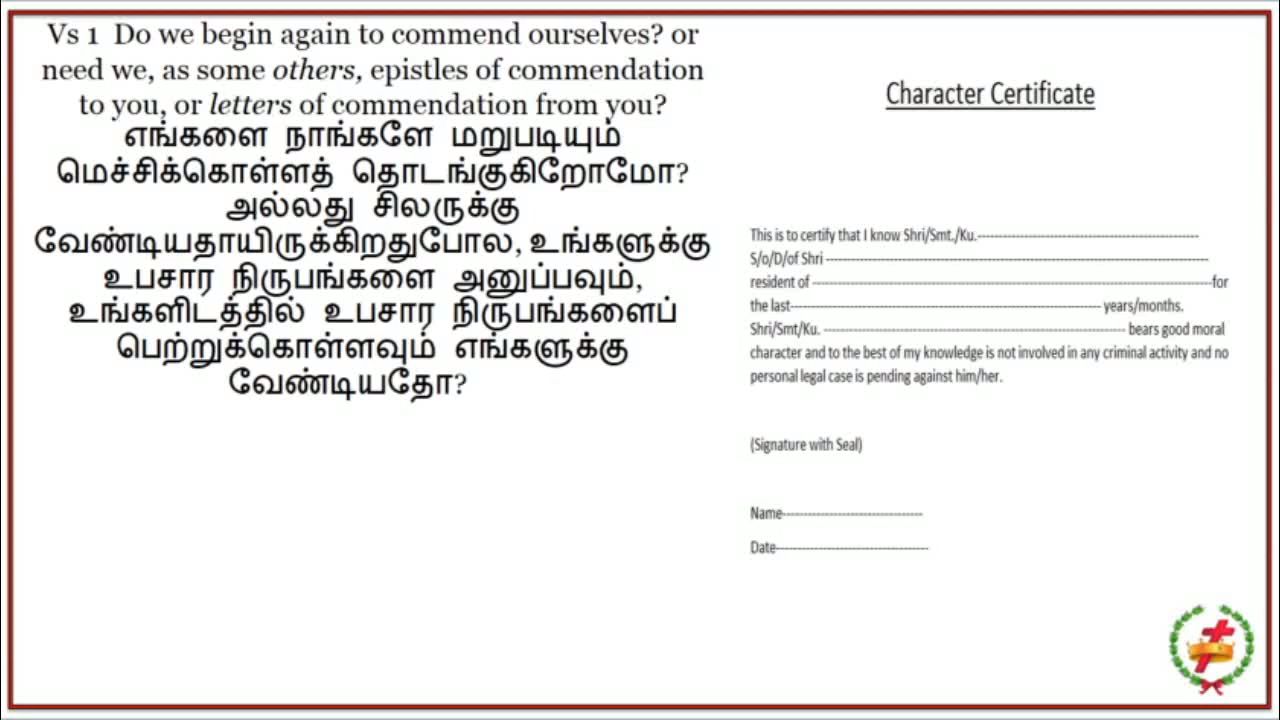 Vs 1 Do we begin again to commend ourselves? or
need we, as some others, epistles of commendation
to you, or letters of commendation from you?
எங்களை நாங்களே மறுபடியும்
மெச்சிக்கொள்ளத் தொடங்குகிறோமோ?
அல்லது சிலருக்கு
வேண்டியதாயிருக்கிறதுபோல, உங்களுக்கு
உபசார நிருபங்களை அனுப்பவும்,
உங்களிடத்தில் உபசார நிருபங்களைப்
பெற்றுக்கொள்ளவும் எங்களுக்கு
வேண்டியதோ?
Character Certificate
This is to certify that I know Shri/Smt./Ku.--------------------------------------------------------
S/o/D/of Shri ------------------------------------------------------------------------------------------------
resident of ----------------------------------------------------------------------------------------------------for
the last------------------------------------------------------------------------------ years/months.
Shri/Smt/Ku. ---------------------------------------------------------------------------- bears good moral
character and to the best of my knowledge is not involved in any criminal activity and no
personal legal case is pending against him/her.
(Signature with Seal)
Name-----------------------------------
Date--------------------------------------